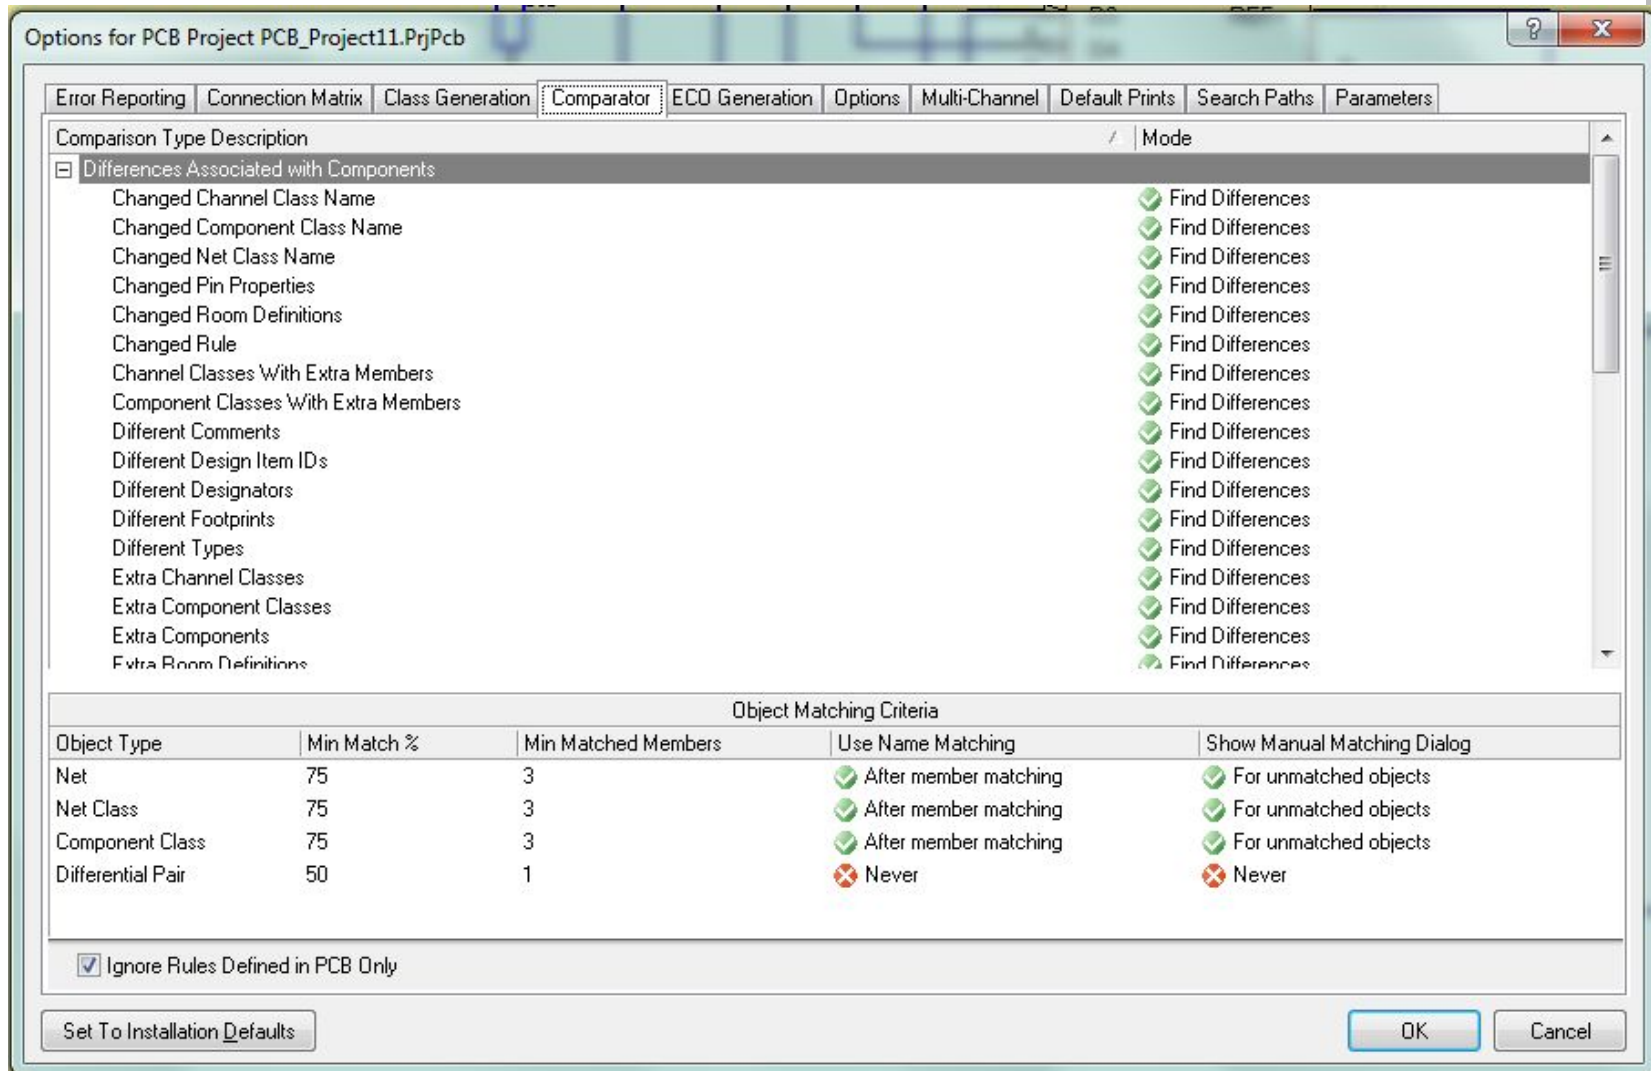 Options for PCB Project PCB_Project11.PrjPcb
Error Reporting Connection Matrix Class Generation Comparator ECO Generation Options Multi-Channel Default Prints Search Paths Parameters
Comparison Type Description Mode
Differences Associated with Components
Changed Channel Class Name Find Differences
Changed Component Class Name Find Differences
Changed Net Class Name Find Differences
Changed Pin Properties Find Differences
Changed Room Definitions Find Differences
Changed Rule Find Differences
Channel Classes With Extra Members Find Differences
Component Classes With Extra Members Find Differences
Different Comments Find Differences
Different Design Item IDs Find Differences
Different Designators Find Differences
Different Footprints Find Differences
Different Types Find Differences
Extra Channel Classes Find Differences
Extra Component Classes Find Differences
Extra Components Find Differences
Extra Room Definitions Find Differences
Object Matching Criteria
Object Type Min Match % Min Matched Members Use Name Matching Show Manual Matching Dialog
Net 75 3 After member matching For unmatched objects
Net Class 75 3 After member matching For unmatched objects
Component Class 75 3 After member matching For unmatched objects
Differential Pair 50 1 Never Never
Ignore Rules Defined in PCB Only
Set To Installation Defaults OK Cancel